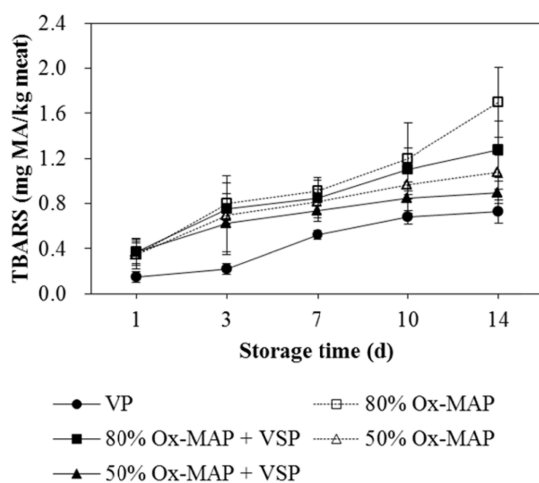 TBARS (mg MA/kg meat)
2.4
2.0
1.6
1.2
0.8
0.4
0.0
1 3 7 10 14
Storage time (d)
VP 80% Ox-MAP
80% Ox-MAP + VSP 50% Ox-MAP
50% Ox-MAP + VSP